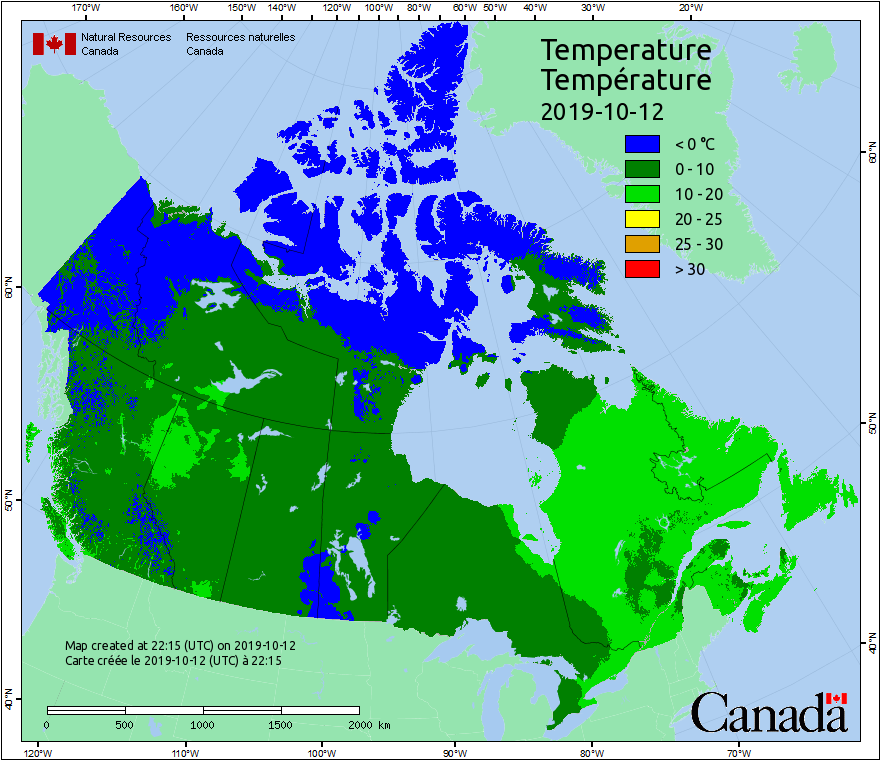 170°W 160°W 150°W 140°W 130°W 120°W 110°W 100°W 90°W 80°W 60°W 50°W 40°W 30°W 20°W
Natural Resources Ressources naturelles
Canada Canada
Temperature
Température
2019-10-12
< 0 °C
0 - 10
10 - 20
20 - 25
25 - 30
> 30
60°N
60°N
50°N
50°N
40°N
40°N
Map created at 22:15 (UTC) on 2019-10-12
Carte créée le 2019-10-12 (UTC) à 22:15
0 500 1000 1500 2000 km
Canada
120°W 110°W 100°W 90°W 80°W 70°W